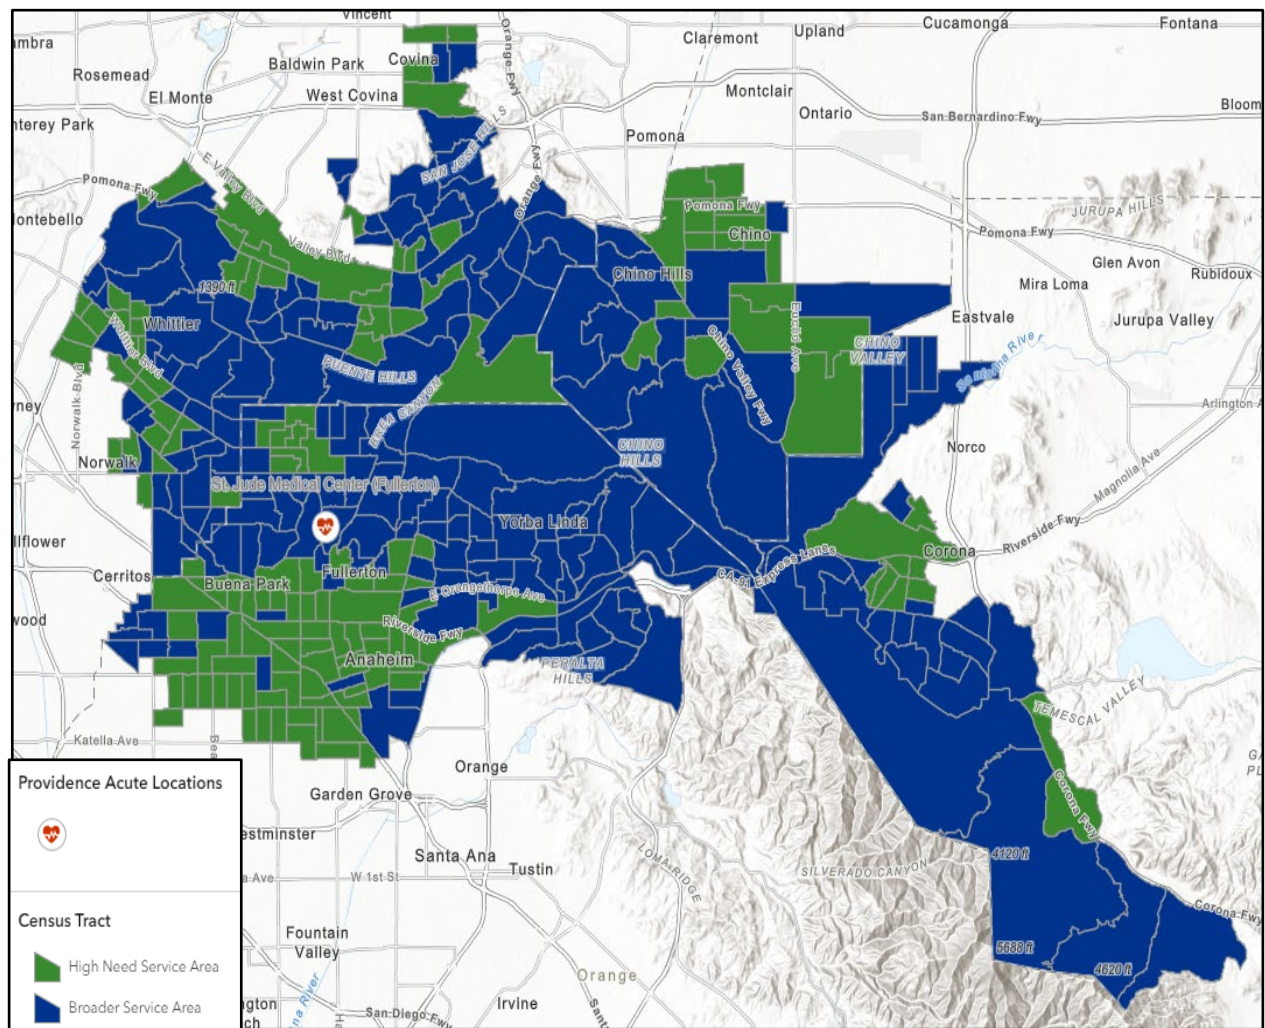 Vincent
Cucamonga
Fontana
Claremont
Upland
Orange Fwy
Covina
Baldwin Park
Rosemead
El Monte
West Covina
Montclair
Ontario
San Bernardino Fwy
Bloom
nterey Park
Pomona
SAN JOSE HILLS
Orange Fwy
E Valley Blvd
Pomona Fwy
ontebello
Pomona Fwy
Chino
JURUPA HILLS
Pomona Fwy
Valley Blvd
Chino Hills
Glen Avon
Rubidoux
Mira Loma
1390 ft
Whittier
Whittier Blvd
Euclid Ave
Eastvale
Jurupa Valley
CHINO
VALLEY
Chino Valley Fwy
PUENTE HILLS
BREA CANYON
Norwalk Blvd
Arlington A
CHINO
HILLS
Norco
Magnolia Ave
Norwalk
St. Jude Medical Center (Fullerton)
Yorba Linda
llflower
Corona
Riverside Fwy
CA-91 Express Lanes
Cerritos
Buena Park
Fullerton
E Orangethorpe Ave
wood
Riverside Fwy
Anaheim
PERALTA
HILLS
TEMESCAL VALLEY
Katella Ave
Bea
Orange
Corona Fwy
Garden Grove
estminster
Santa Ana
Tustin
W 1st St
a Ave
LOMA RIDGE
SILVERADO CANYON
4120 ft
Corona Fwy
Fountain
Valley
5688 ft
4620 ft
Orange
ana River
ngton
ch
Irvine
San Diego Fwy
Sant
Providence Acute Locations
Census Tract
High Need Service Area
Broader Service Area